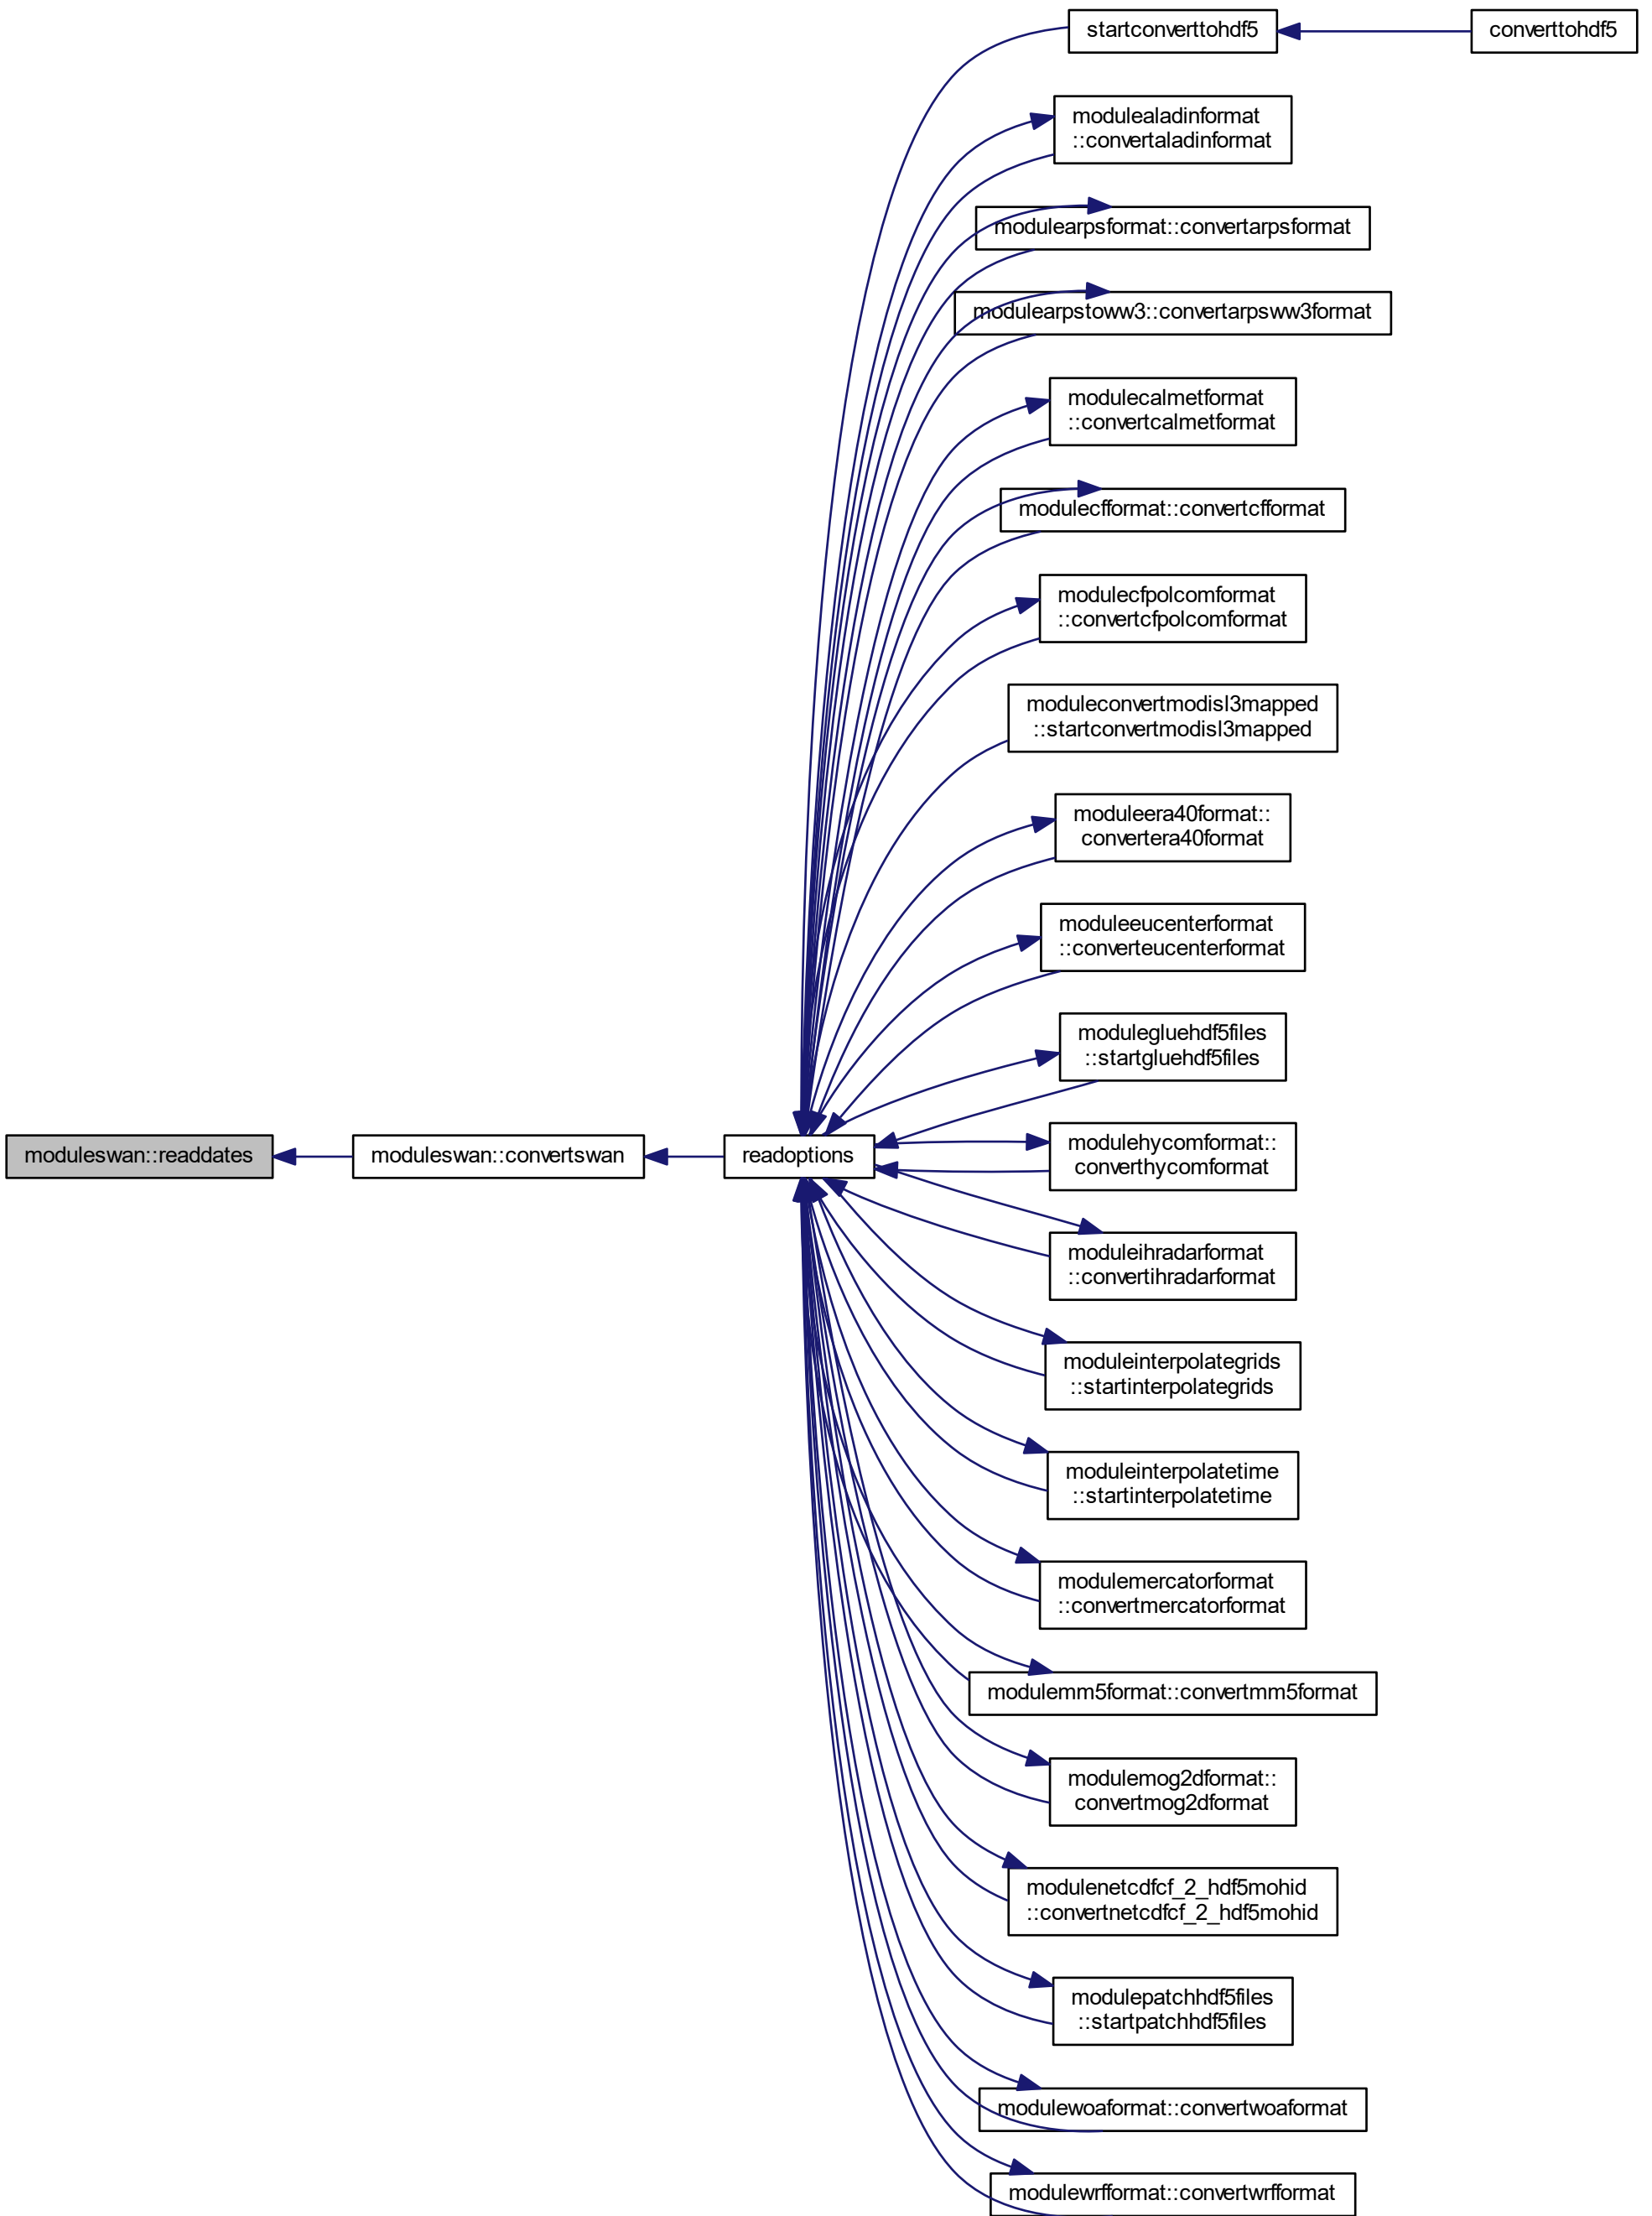 startconverttohdf5
converttohdf5
modulealadinformat
::convertaladinformat
modulearpsformat::convertarpsformat
modulearpstoww3::convertarpsww3format
modulecalmetformat
::convertcalmetformat
modulecfformat::convertcfformat
modulecfpolcomformat
::convertcfpolcomformat
moduleconvertmodisl3mapped
::startconvertmodisl3mapped
moduleera40format::
convertera40format
moduleeucenterformat
::converteucenterformat
modulegluehdf5files
::startgluehdf5files
moduleswan::readdates
moduleswan::convertswan
readoptions
modulehycomformat::
converthycomformat
moduleihradarformat
::convertihradarformat
moduleinterpolategrids
::startinterpolategrids
moduleinterpolatetime
::startinterpolatetime
modulemercatorformat
::convertmercatorformat
modulemm5format::convertmm5format
modulemog2dformat::
convertmog2dformat
modulenetcdfcf_2_hdf5mohid
::convertnetcdfcf_2_hdf5mohid
modulepatchhdf5files
::startpatchhdf5files
modulewoaformat::convertwoaformat
modulewrfformat::convertwrfformat